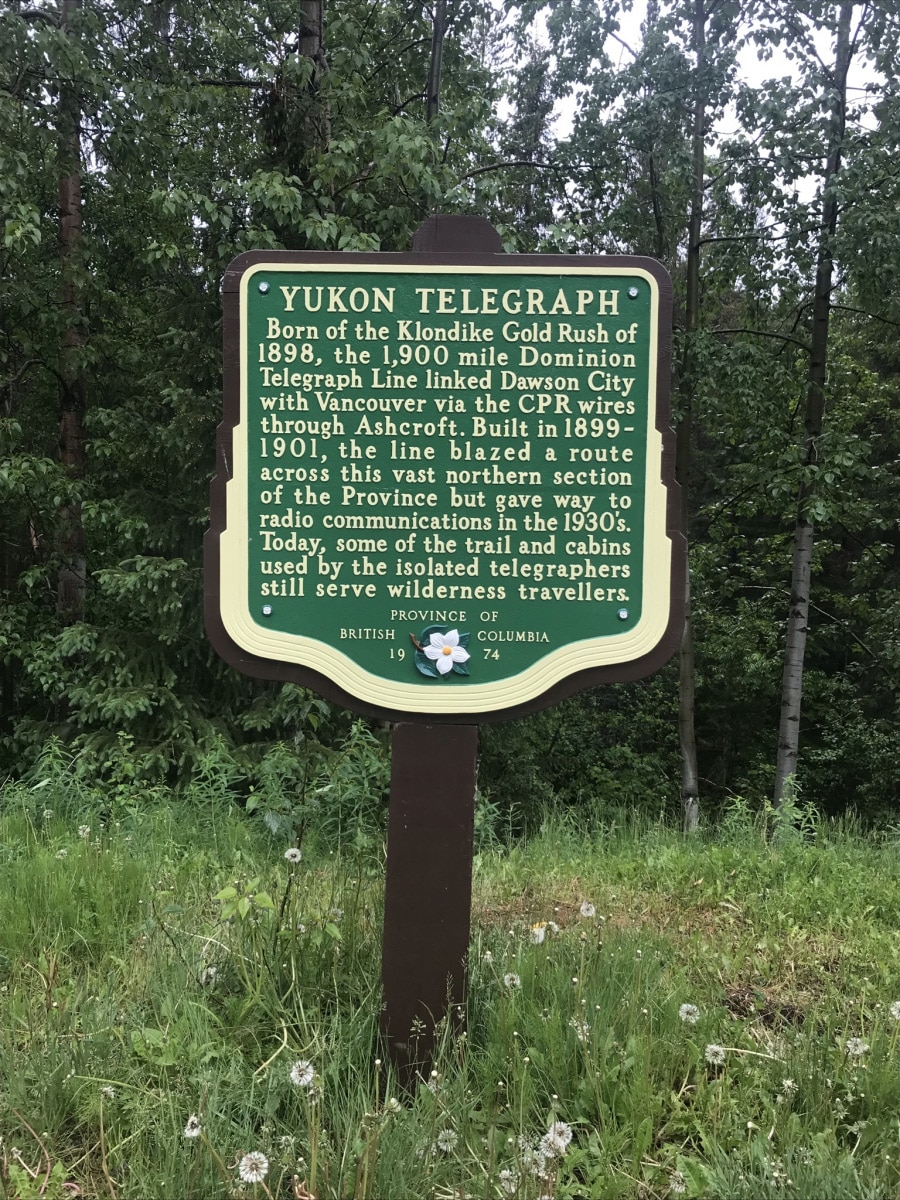 YUKON TELEGRAPH
Born of the Klondike Gold Rush of
1898, the 1,900 mile Dominion
Telegraph Line linked Dawson City
with Vancouver via the CPR wires
through Ashcroft. Built in 1899-
1901, the line blazed a route
across this vast northern section
of the Province but gave way to
radio communications in the 1930's.
Today, some of the trail and cabins
used by the isolated telegraphers
still serve wilderness travellers.
PROVINCE OF
BRITISH COLUMBIA
19 74